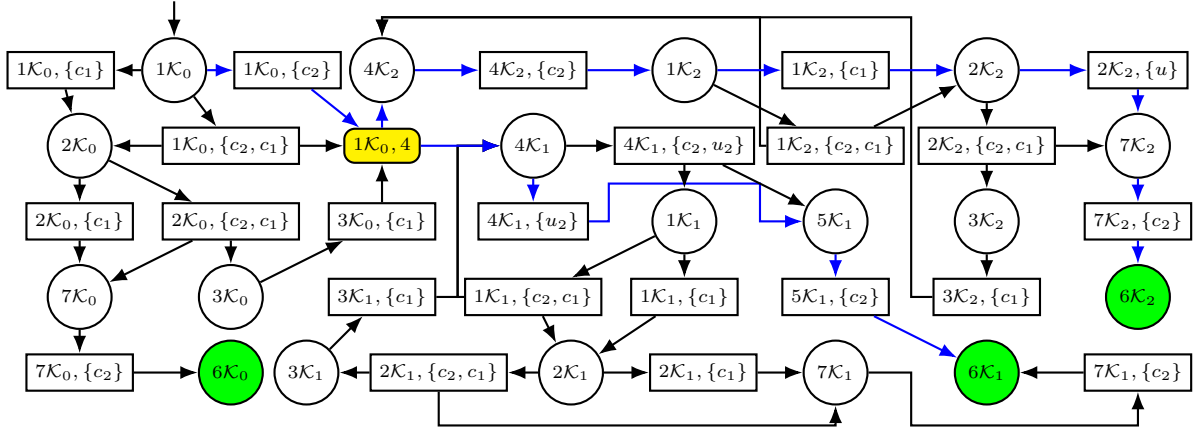 1𝒦₀, {c₁}
1𝒦₀
1𝒦₀, {c₂}
4𝒦₂
4𝒦₂, {c₂}
1𝒦₂
1𝒦₂, {c₁}
2𝒦₂
2𝒦₂, {u}
2𝒦₀
1𝒦₀, {c₂, c₁}
1𝒦₀, 4
4𝒦₁
4𝒦₁, {c₂, u₂}
1𝒦₂, {c₂, c₁}
2𝒦₂, {c₂, c₁}
7𝒦₂
2𝒦₀, {c₁}
2𝒦₀, {c₂, c₁}
3𝒦₀, {c₁}
4𝒦₁, {u₂}
1𝒦₁
5𝒦₁
3𝒦₂
7𝒦₂, {c₂}
7𝒦₀
3𝒦₀
3𝒦₁, {c₁}
1𝒦₁, {c₂, c₁}
1𝒦₁, {c₁}
5𝒦₁, {c₂}
3𝒦₂, {c₁}
6𝒦₂
7𝒦₀, {c₂}
6𝒦₀
3𝒦₁
2𝒦₁, {c₂, c₁}
2𝒦₁
2𝒦₁, {c₁}
7𝒦₁
6𝒦₁
7𝒦₁, {c₂}